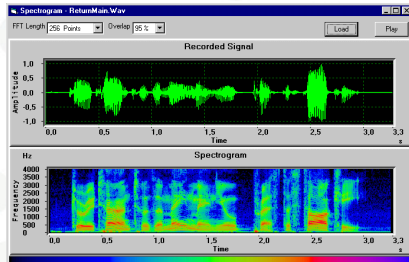 Spectrogram - ReturnMain.Wav
FFT Length 256 Points Overlap 95 % Load Play
Recorded Signal
Amplitude
1,0
0,5
0,0
-0,5
-1,0
0,0 0,5 1,0 1,5 2,0 2,5 3,0 3,3
Time s
Hz Spectrogram
Frequency
4000
3500
3000
2500
2000
1500
1000
500
0
0,0 0,5 1,0 1,5 2,0 2,5 3,0 3,3
Time s